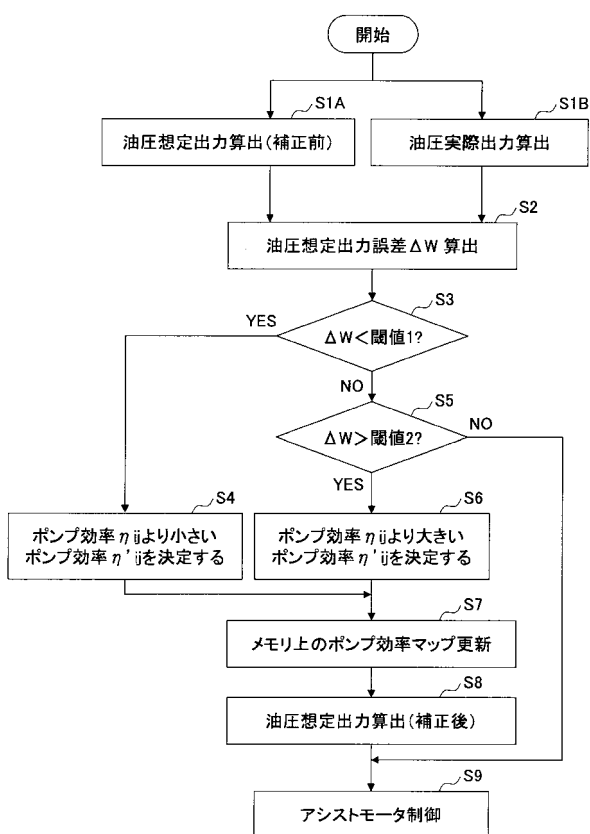 開始
S1A
油圧想定出力算出(補正前)
S1B
油圧実際出力算出
S2
油圧想定出力誤差ΔW 算出
S3
ΔW<閾値1?
YES
NO
S5
ΔW>閾値2?
NO
YES
S4
ポンプ効率ηijより小さい
ポンプ効率η'ijを決定する
S6
ポンプ効率ηijより大きい
ポンプ効率η'ijを決定する
S7
メモリ上のポンプ効率マップ更新
S8
油圧想定出力算出(補正後)
S9
アシストモータ制御